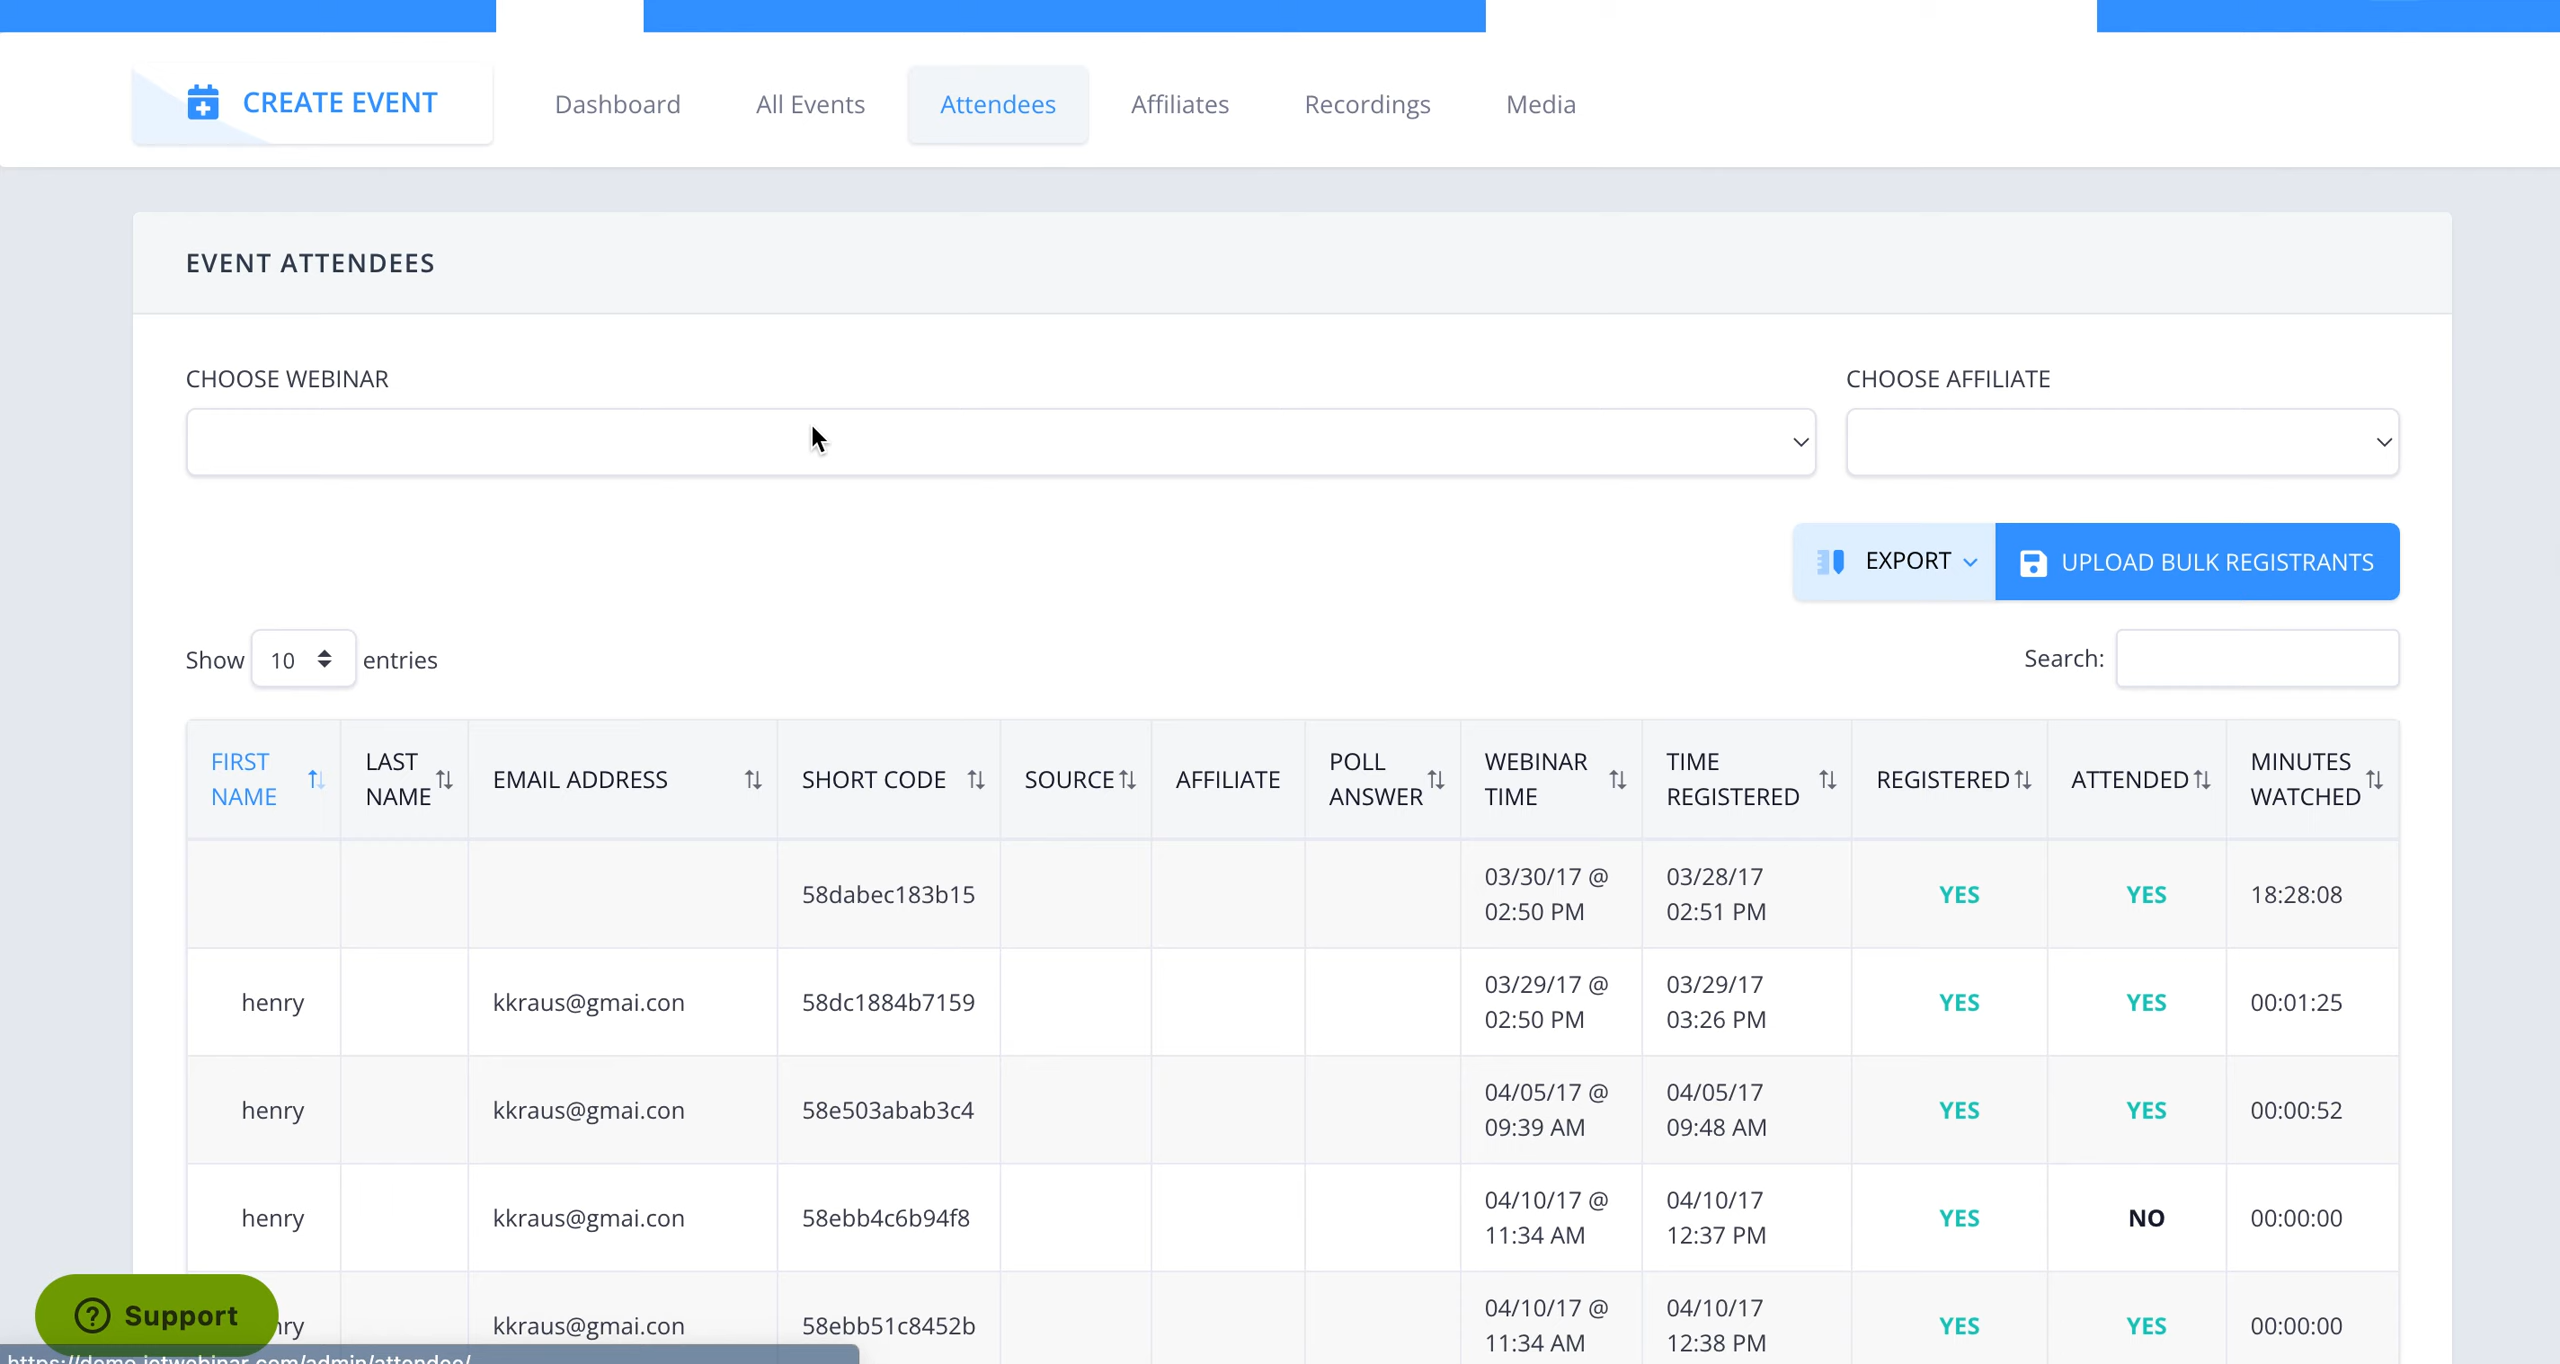 CREATE EVENT
Dashboard
All Events
Attendees
Affiliates
Recordings
Media
EVENT ATTENDEES
CHOOSE WEBINAR
CHOOSE AFFILIATE
EXPORT
UPLOAD BULK REGISTRANTS
Show 10 entries
Search:
FIRST NAME
LAST NAME
EMAIL ADDRESS
SHORT CODE
SOURCE
AFFILIATE
POLL ANSWER
WEBINAR TIME
TIME REGISTERED
REGISTERED
ATTENDED
MINUTES WATCHED
58dabec183b15 03/30/17 @ 02:50 PM 03/28/17 02:51 PM YES YES 18:28:08
henry kkraus@gmai.con 58dc1884b7159 03/29/17 @ 02:50 PM 03/29/17 03:26 PM YES YES 00:01:25
henry kkraus@gmai.con 58e503abab3c4 04/05/17 @ 09:39 AM 04/05/17 09:48 AM YES YES 00:00:52
henry kkraus@gmai.con 58ebb4c6b94f8 04/10/17 @ 11:34 AM 04/10/17 12:37 PM YES NO 00:00:00
kkraus@gmai.con 58ebb51c8452b 04/10/17 @ 11:34 AM 04/10/17 12:38 PM YES YES 00:00:00
Support